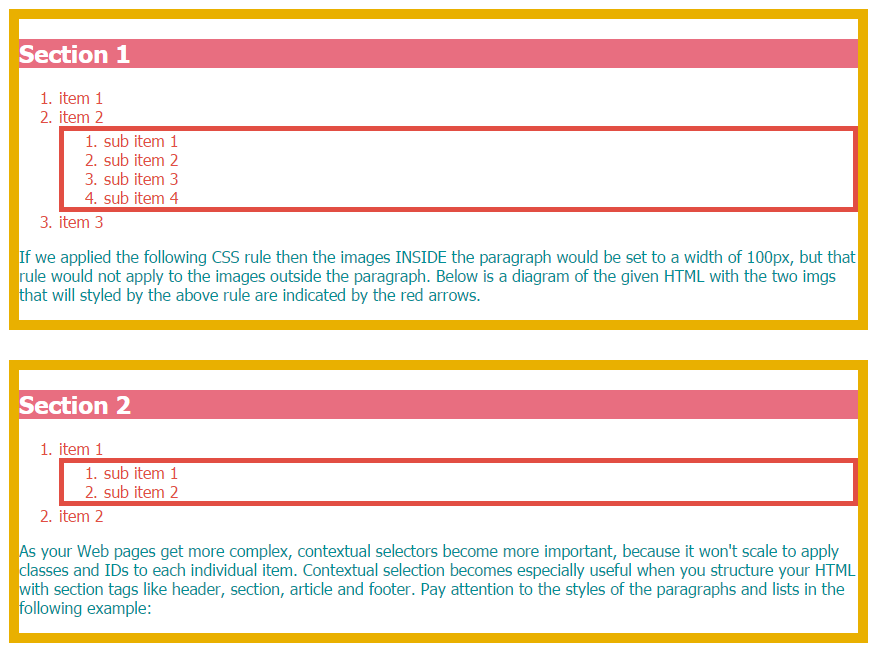 Section 1
1. item 1
2. item 2
1. sub item 1
2. sub item 2
3. sub item 3
4. sub item 4
3. item 3
If we applied the following CSS rule then the images INSIDE the paragraph would be set to a width of 100px, but that
rule would not apply to the images outside the paragraph. Below is a diagram of the given HTML with the two imgs
that will styled by the above rule are indicated by the red arrows.
Section 2
1. item 1
1. sub item 1
2. sub item 2
2. item 2
As your Web pages get more complex, contextual selectors become more important, because it won't scale to apply
classes and IDs to each individual item. Contextual selection becomes especially useful when you structure your HTML
with section tags like header, section, article and footer. Pay attention to the styles of the paragraphs and lists in the
following example: